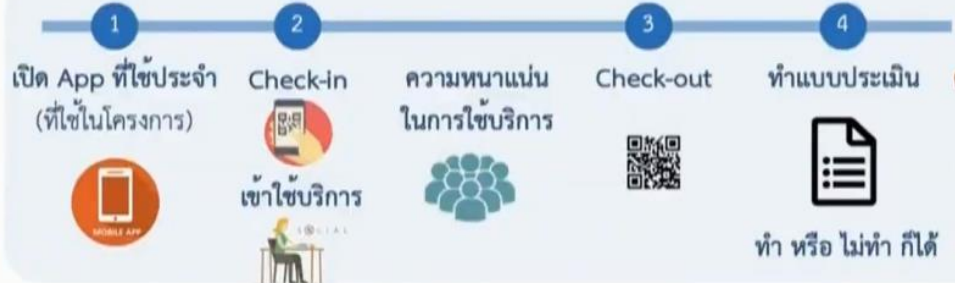 1
2
3
4
เปิด App ที่ใช้ประจำ
(ที่ใช้ในโครงการ)
MOBILE APP
Check-in
เข้าใช้บริการ
SOCIAL
ความหนาแน่น
ในการใช้บริการ
Check-out
ทำแบบประเมิน
ทำ หรือ ไม่ทำ ก็ได้